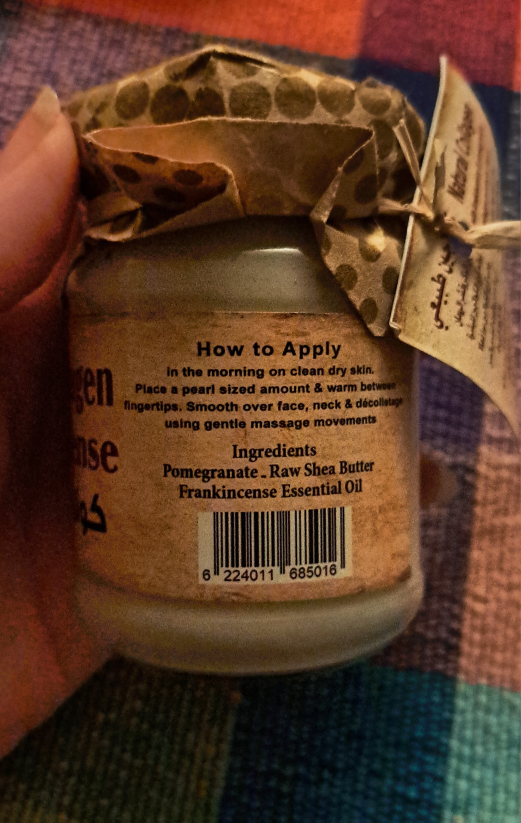 How to Apply
in the morning on clean dry skin.
Place a pearl sized amount & warm between
fingertips. Smooth over face, neck & décolletage
using gentle massage movements
Ingredients
Pomegranate - Raw Shea Butter
Frankincense Essential Oil
6 224011 685016
gen
nse
كو
Natural Collagen
طبيعي